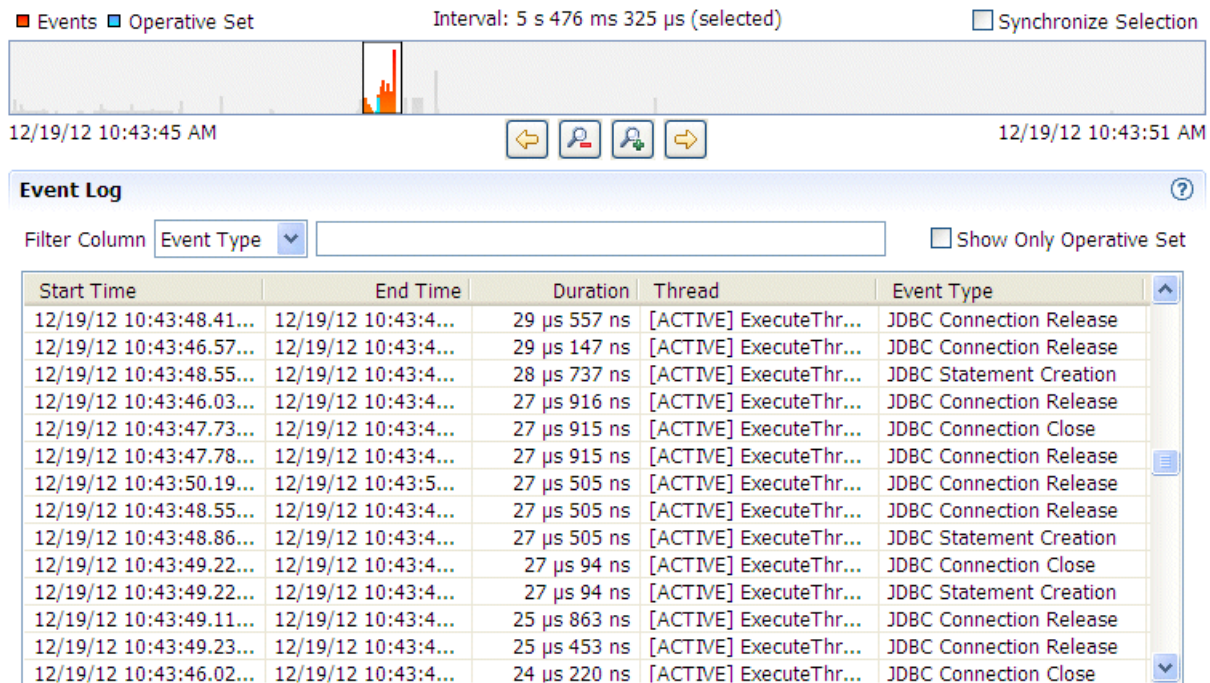 Events Operative Set Interval: 5 s 476 ms 325 µs (selected) Synchronize Selection
12/19/12 10:43:45 AM 12/19/12 10:43:51 AM
Event Log ?
Filter Column Event Type Show Only Operative Set
Start Time End Time Duration Thread Event Type
12/19/12 10:43:48.41... 12/19/12 10:43:4... 29 µs 557 ns [ACTIVE] ExecuteThr... JDBC Connection Release
12/19/12 10:43:46.57... 12/19/12 10:43:4... 29 µs 147 ns [ACTIVE] ExecuteThr... JDBC Connection Release
12/19/12 10:43:48.55... 12/19/12 10:43:4... 28 µs 737 ns [ACTIVE] ExecuteThr... JDBC Statement Creation
12/19/12 10:43:46.03... 12/19/12 10:43:4... 27 µs 916 ns [ACTIVE] ExecuteThr... JDBC Connection Release
12/19/12 10:43:47.73... 12/19/12 10:43:4... 27 µs 915 ns [ACTIVE] ExecuteThr... JDBC Connection Close
12/19/12 10:43:47.78... 12/19/12 10:43:4... 27 µs 915 ns [ACTIVE] ExecuteThr... JDBC Connection Release
12/19/12 10:43:50.19... 12/19/12 10:43:5... 27 µs 505 ns [ACTIVE] ExecuteThr... JDBC Connection Release
12/19/12 10:43:48.55... 12/19/12 10:43:4... 27 µs 505 ns [ACTIVE] ExecuteThr... JDBC Connection Release
12/19/12 10:43:48.86... 12/19/12 10:43:4... 27 µs 505 ns [ACTIVE] ExecuteThr... JDBC Statement Creation
12/19/12 10:43:49.22... 12/19/12 10:43:4... 27 µs 94 ns [ACTIVE] ExecuteThr... JDBC Connection Close
12/19/12 10:43:49.22... 12/19/12 10:43:4... 27 µs 94 ns [ACTIVE] ExecuteThr... JDBC Statement Creation
12/19/12 10:43:49.11... 12/19/12 10:43:4... 25 µs 863 ns [ACTIVE] ExecuteThr... JDBC Connection Release
12/19/12 10:43:49.23... 12/19/12 10:43:4... 25 µs 453 ns [ACTIVE] ExecuteThr... JDBC Connection Release
12/19/12 10:43:46.02... 12/19/12 10:43:4... 24 µs 220 ns [ACTIVE] ExecuteThr... JDBC Connection Close